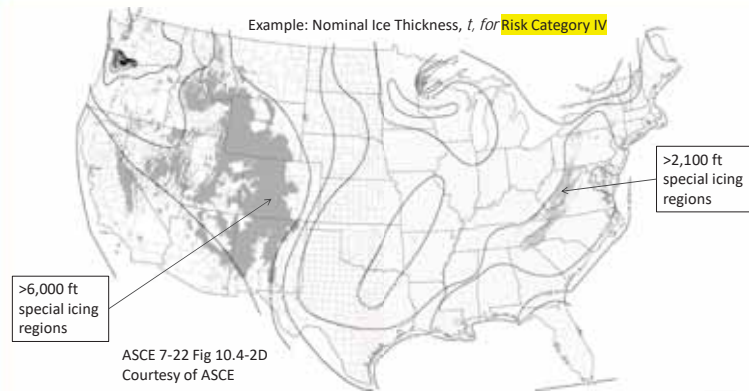 Example: Nominal Ice Thickness, t, for Risk Category IV
>2,100 ft
special icing
regions
>6,000 ft
special icing
regions
ASCE 7-22 Fig 10.4-2D
Courtesy of ASCE